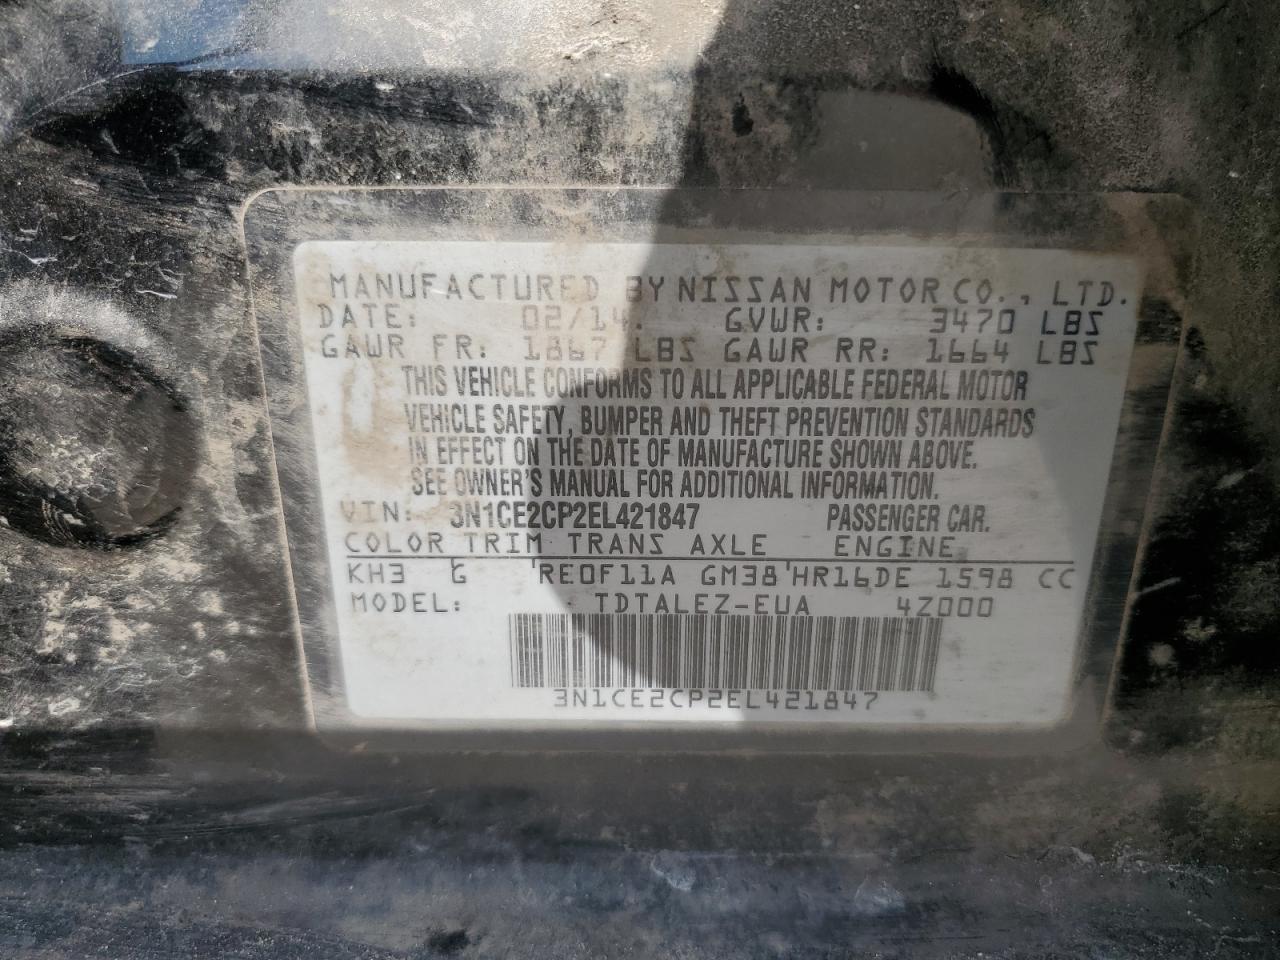 MANUFACTURED BY NISSAN MOTOR CO., LTD.
DATE: 02/14. GVWR: 3470 LBS
GAWR FR: 1867 LBS GAWR RR: 1664 LBS
THIS VEHICLE CONFORMS TO ALL APPLICABLE FEDERAL MOTOR
VEHICLE SAFETY, BUMPER AND THEFT PREVENTION STANDARDS
IN EFFECT ON THE DATE OF MANUFACTURE SHOWN ABOVE.
SEE OWNER'S MANUAL FOR ADDITIONAL INFORMATION.
VIN: 3N1CE2CP2EL421847 PASSENGER CAR.
COLOR TRIM TRANS AXLE ENGINE
KH3 G RE0F11A GM38 HR16DE 1598 CC
MODEL: TDTALEZ-EUA 4Z000
3N1CE2CP2EL421847